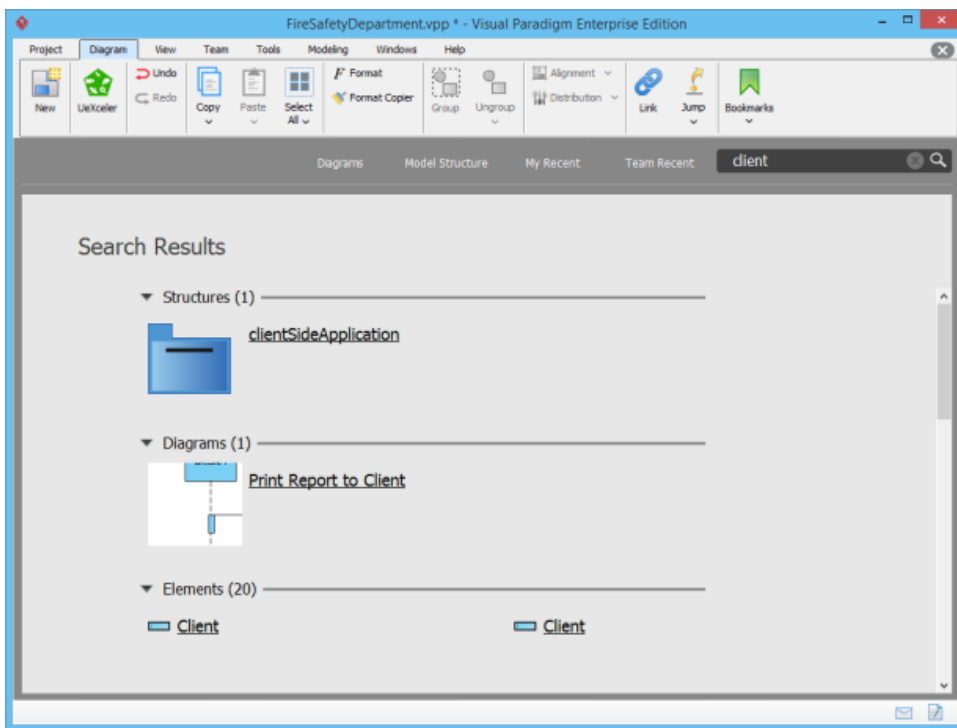 FireSafetyDepartment.vpp * - Visual Paradigm Enterprise Edition
Project Diagram View Team Tools Modeling Windows Help
New
UeXceler
Undo
Redo
Copy
Paste
Select
All
F Format
Format Copier
Group
Ungroup
Alignment
Distribution
Link
Jump
Bookmarks
Diagrams Model Structure My Recent Team Recent client
Search Results
Structures (1)
clientSideApplication
Diagrams (1)
Print Report to Client
Elements (20)
Client Client